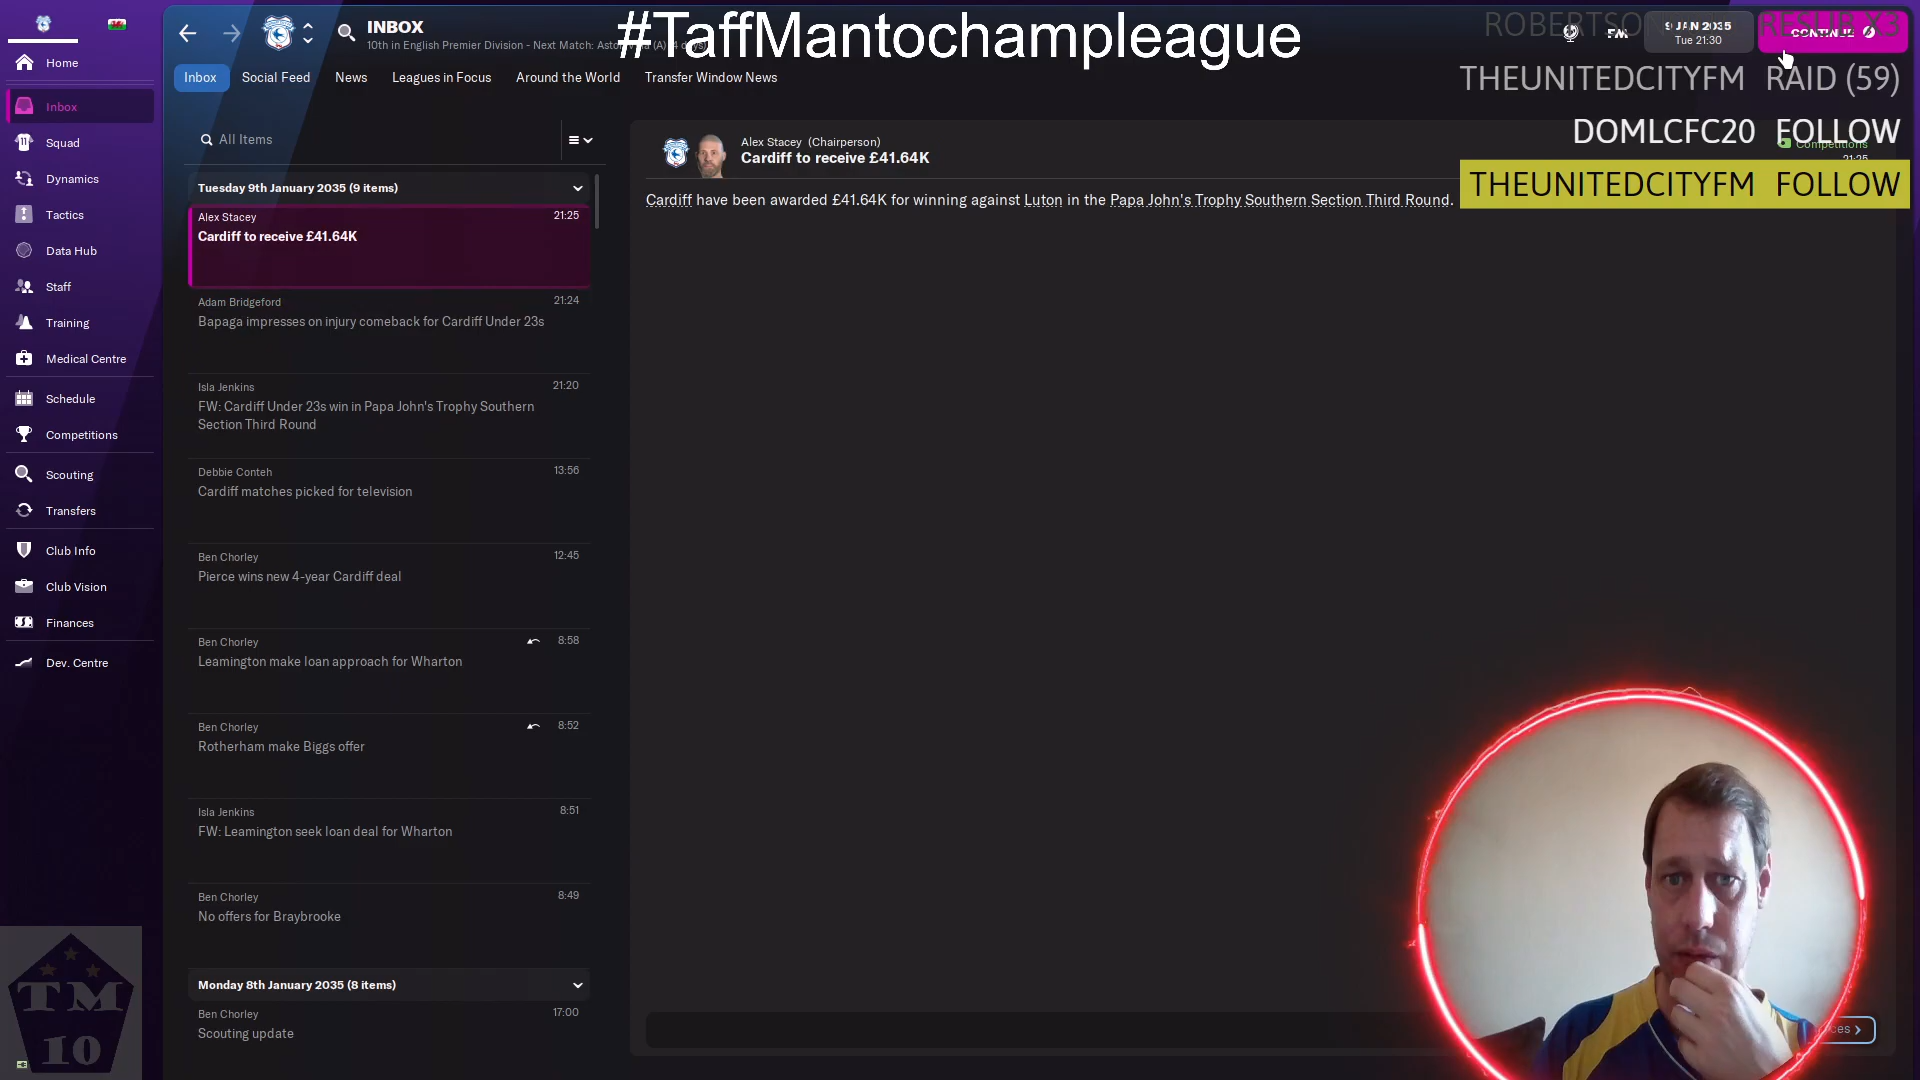 Home
Inbox
Squad
Dynamics
Tactics
Data Hub
Staff
Training
Medical Centre
Schedule
Competitions
Scouting
Transfers
Club Info
Club Vision
Finances
Dev. Centre
TM
10
INBOX
10th in English Premier Division - Next Match:
#TaffMantochampleague
9 JAN 2035
Tue 21:30
CONTINUE
RESUB X3
Inbox
Social Feed
News
Leagues in Focus
Around the World
Transfer Window News
THEUNITEDCITYFM RAID (59)
DOMLCFC20 FOLLOW
THEUNITEDCITYFM FOLLOW
All Items
Tuesday 9th January 2035 (9 items)
Alex Stacey 21:25
Cardiff to receive £41.64K
Adam Bridgeford 21:24
Bapaga impresses on injury comeback for Cardiff Under 23s
Isla Jenkins 21:20
FW: Cardiff Under 23s win in Papa John's Trophy Southern
Section Third Round
Debbie Conteh 13:56
Cardiff matches picked for television
Ben Chorley 12:45
Pierce wins new 4-year Cardiff deal
Ben Chorley 8:58
Leamington make loan approach for Wharton
Ben Chorley 8:52
Rotherham make Biggs offer
Isla Jenkins 8:51
FW: Leamington seek loan deal for Wharton
Ben Chorley 8:49
No offers for Braybrooke
Monday 8th January 2035 (8 items)
Ben Chorley 17:00
Scouting update
Alex Stacey (Chairperson)
Cardiff to receive £41.64K
Competitions
21:25
Cardiff have been awarded £41.64K for winning against Luton in the Papa John's Trophy Southern Section Third Round.